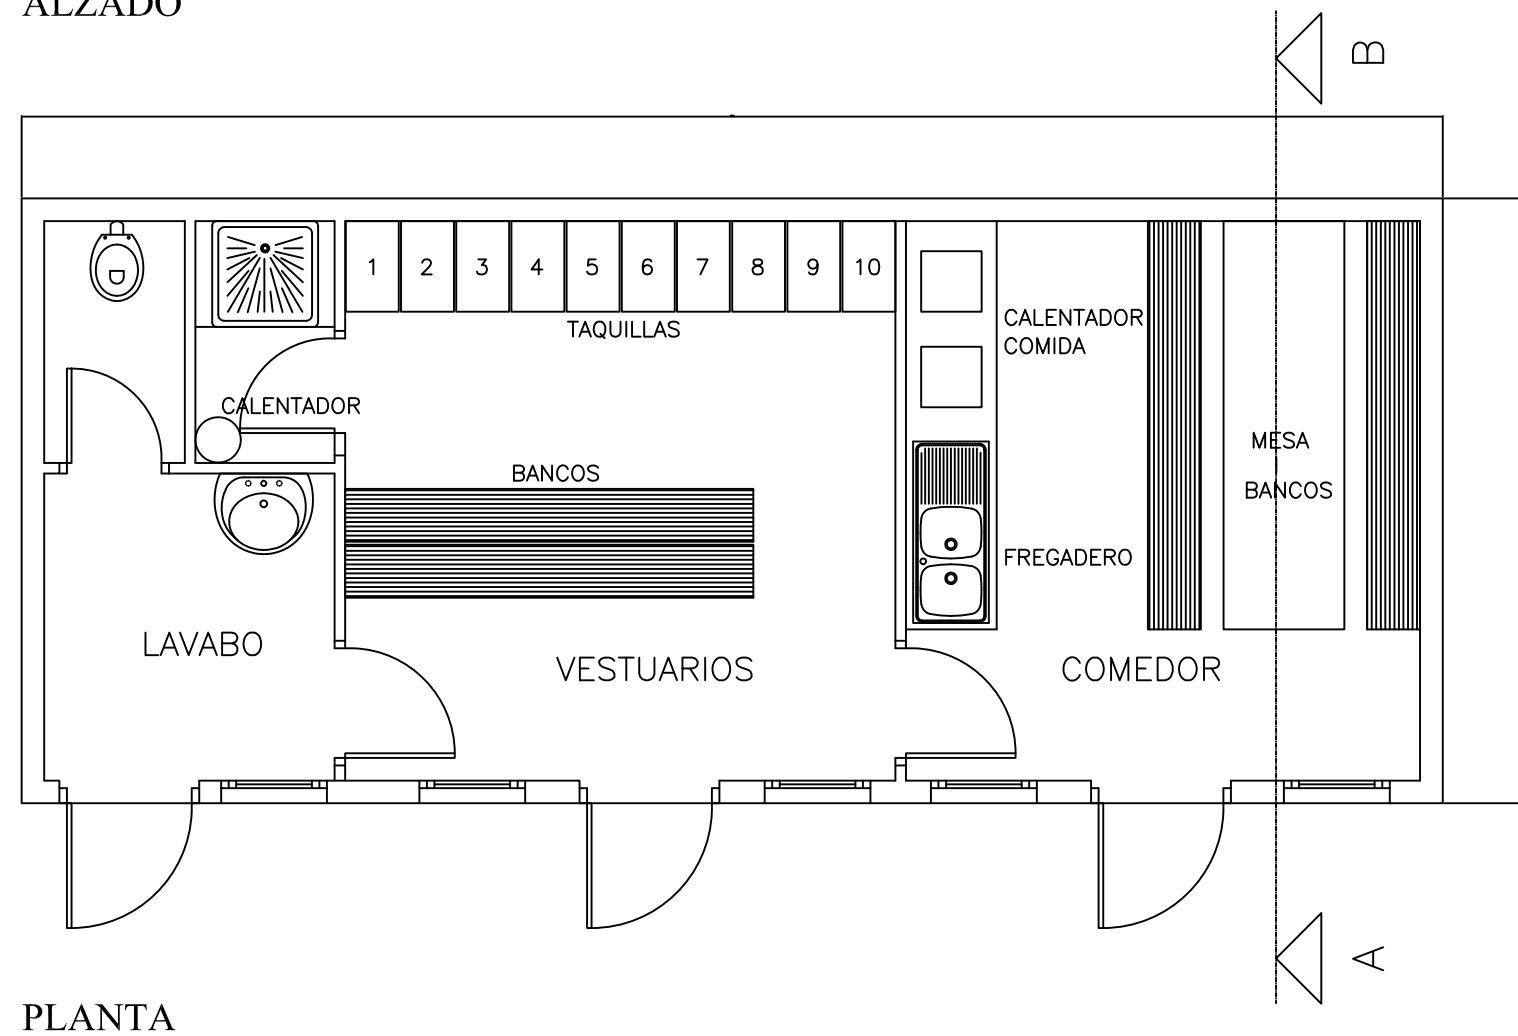 ALZADO
B
1 2 3 4 5 6 7 8 9 10
TAQUILLAS
CALENTADOR
COMIDA
CALENTADOR
MESA
BANCOS
BANCOS
FREGADERO
LAVABO
VESTUARIOS
COMEDOR
A
PLANTA